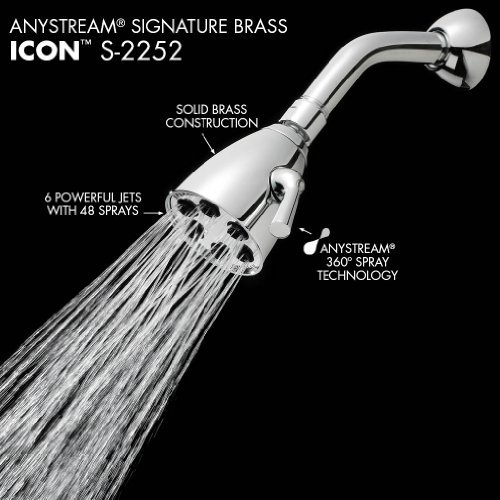 ANYSTREAM® SIGNATURE BRASS
ICON™ S-2252
SOLID BRASS
CONSTRUCTION
6 POWERFUL JETS
WITH 48 SPRAYS
ANYSTREAM®
360° SPRAY
TECHNOLOGY